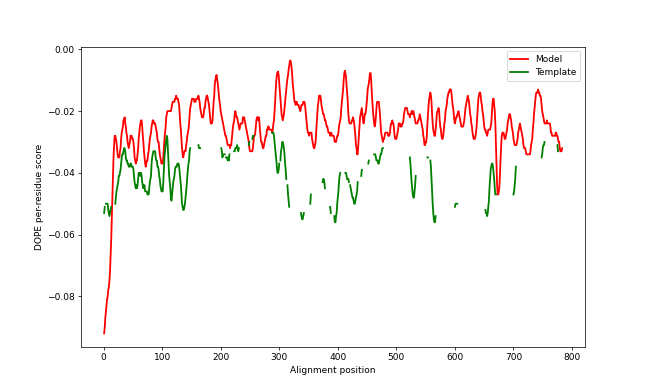 0.00
−0.02
−0.04
−0.06
−0.08
DOPE per-residue score
0 100 200 300 400 500 600 700 800
Alignment position
Model
Template